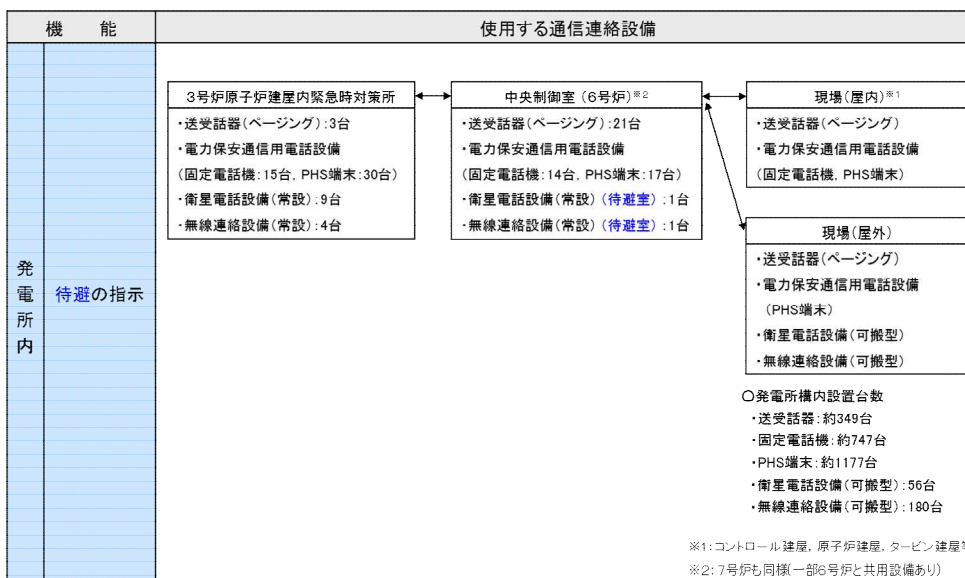 機 能
使用する通信連絡設備
発電所内
待避の指示
3号炉原子炉建屋内緊急時対策所
・送受話器(ページング):3台
・電力保安通信用電話設備
(固定電話機:15台, PHS端末:30台)
・衛星電話設備(常設):9台
・無線連絡設備(常設):4台
中央制御室 (6号炉)※2
・送受話器(ページング):21台
・電力保安通信用電話設備
(固定電話機:14台, PHS端末:17台)
・衛星電話設備(常設)(待避室):1台
・無線連絡設備(常設)(待避室):1台
現場(屋内)※1
・送受話器(ページング)
・電力保安通信用電話設備
(固定電話機, PHS端末)
現場(屋外)
・送受話器(ページング)
・電力保安通信用電話設備
(PHS端末)
・衛星電話設備(可搬型)
・無線連絡設備(可搬型)
〇発電所構内設置台数
・送受話器:約349台
・固定電話機:約747台
・PHS端末:約1177台
・衛星電話設備(可搬型):56台
・無線連絡設備(可搬型):180台
※1:コントロール建屋, 原子炉建屋, タービン建屋
※2:7号炉も同様(一部6号炉と共用設備あり)